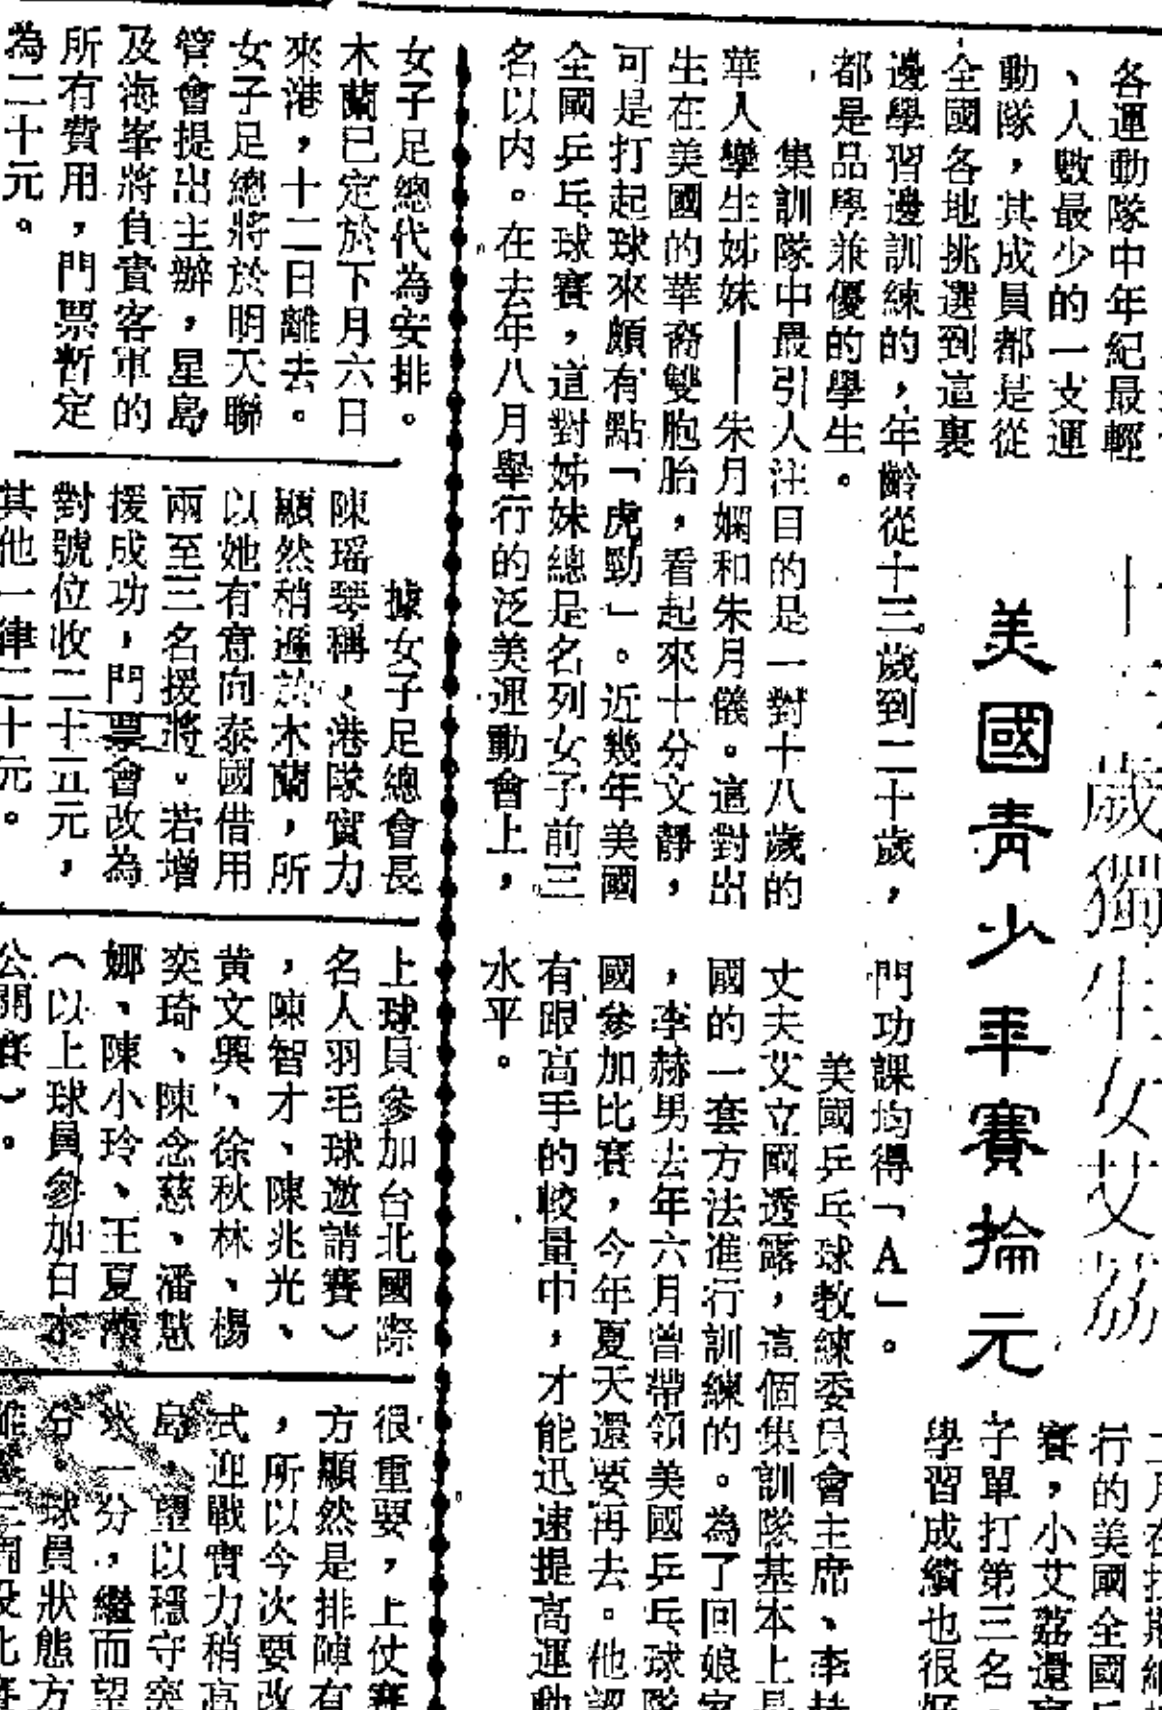 各運動隊中年紀最輕
、人數最少的一支運
動隊，其成員都是從
全國各地挑選到這裏
邊學習邊訓練的，年齡從十三歲到二十歲，
都是品學兼優的學生。
集訓隊中最引人注目的是一對十八歲的
華人孿生姊妹——朱月嫻和朱月儀。這對出
生在美國的華裔雙胞胎，看起來十分文靜，
可是打起球來頗有點「虎勁」。近幾年美國
全國乒乓球賽，這對姊妹總是名列女子前三
名以內。在去年八月舉行的泛美運動會上，
十三歲獨生女艾茘
美國青少年賽掄元
行的美國全國乒
賽，小艾茘還
子單打第三名，
學習成績也很
門功課均得「A」。
美國乒乓球教練委員會主席、李赫
丈夫艾立國透露，這個集訓隊基本上是
國的一套方法進行訓練的。為了回娘家
，李赫男去年六月曾帶領美國乒乓球隊
國參加比賽，今年夏天還要再去。他認
有跟高手的較量中，才能迅速提高運動
水平。
女子足總代為安排。
木蘭已定於下月六日
來港，十二日離去。
女子足總將於明天聯
管會提出主辦，星島
及海峯將負責客軍的
所有費用，門票暫定
為二十元。
據女子足總會長
陳瑶琴稱，港隊實力
顯然稍遜於木蘭，所
以她有意向泰國借用
兩至三名援將。若增
援成功，門票會改為
對號位收二十五元，
其他一律二十元。
上球員參加台北國際
名人羽毛球邀請賽）
，陳智才、陳兆光、
黄文興、徐秋林、楊
奕琦、陳念慈、潘慧
娜、陳小玲、王夏
（以上球員參加日本
公開賽）。
很重要，上仗賽
方顯然是排陣有
，所以今次要改
式迎戰實力稍高
島，望以穩守突
一分，繼而望
分。球員狀態方